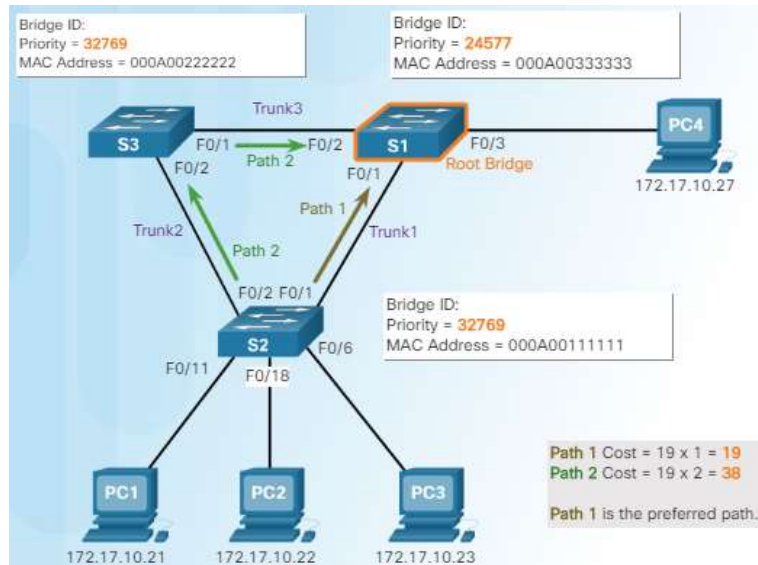 Bridge ID:
Priority = 32769
MAC Address = 000A00222222
Bridge ID:
Priority = 24577
MAC Address = 000A00333333
Trunk3
S3
F0/1
F0/2
S1
F0/3
PC4
Path 2
Root Bridge
F0/2
F0/1
172.17.10.27
Path 1
Trunk2
Trunk1
Path 2
F0/2 F0/1
Bridge ID:
Priority = 32769
MAC Address = 000A00111111
S2
F0/6
F0/11
F0/18
Path 1 Cost = 19 x 1 = 19
Path 2 Cost = 19 x 2 = 38
Path 1 is the preferred path.
PC1
PC2
PC3
172.17.10.21
172.17.10.22
172.17.10.23